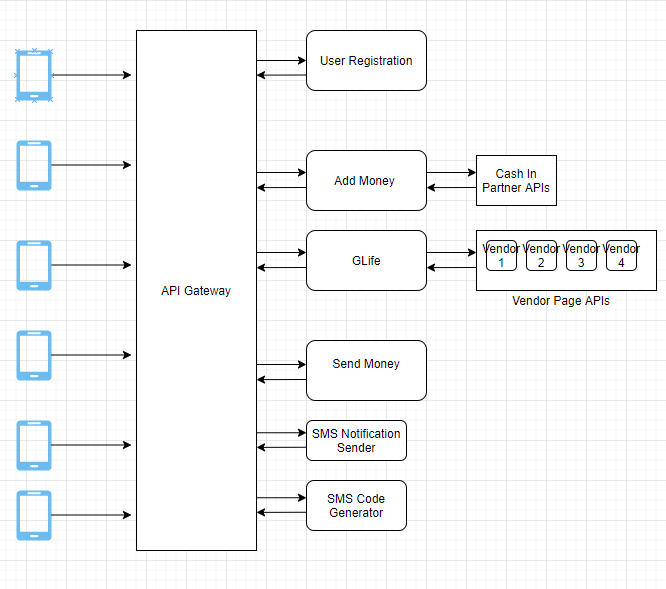 User Registration
Add Money
Cash In
Partner APIs
GLife
Vendor
1
Vendor
2
Vendor
3
Vendor
4
Vendor Page APIs
API Gateway
Send Money
SMS Notification
Sender
SMS Code
Generator